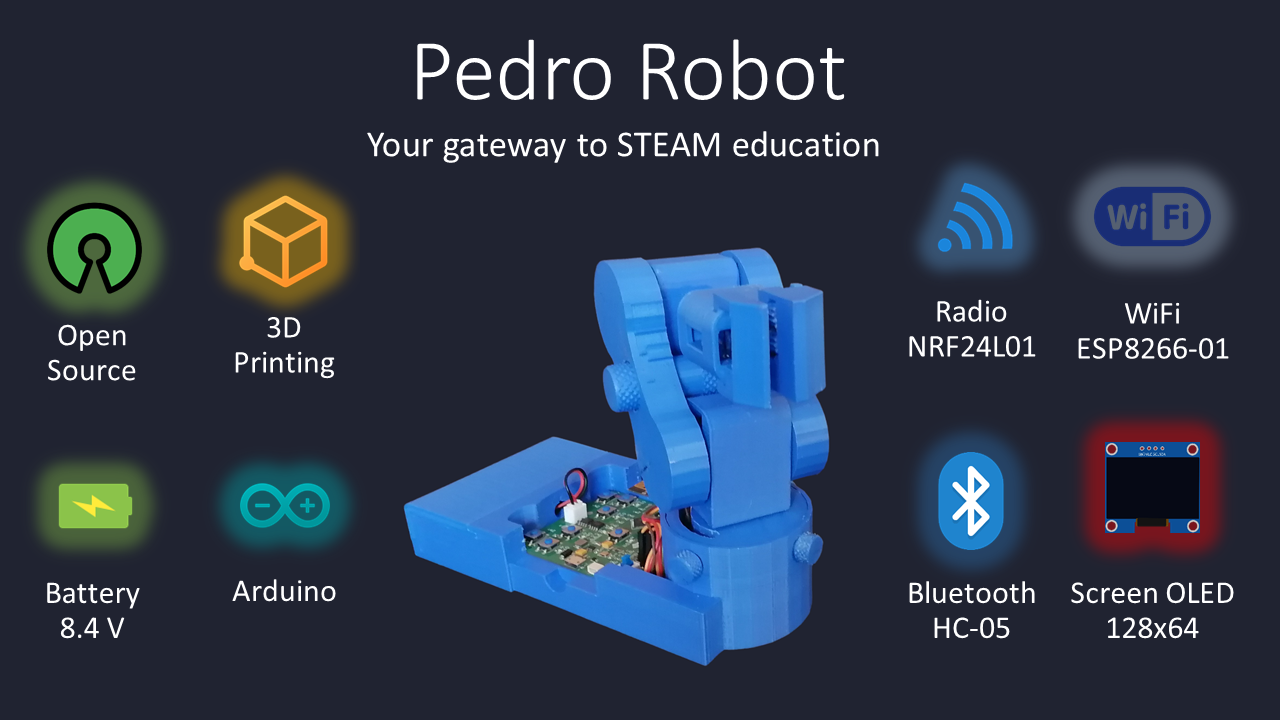 Pedro Robot
Your gateway to STEAM education
Open
Source
3D
Printing
Battery
8.4 V
Arduino
Radio
NRF24L01
Wi Fi
WiFi
ESP8266-01
Bluetooth
HC-05
Screen OLED
128x64